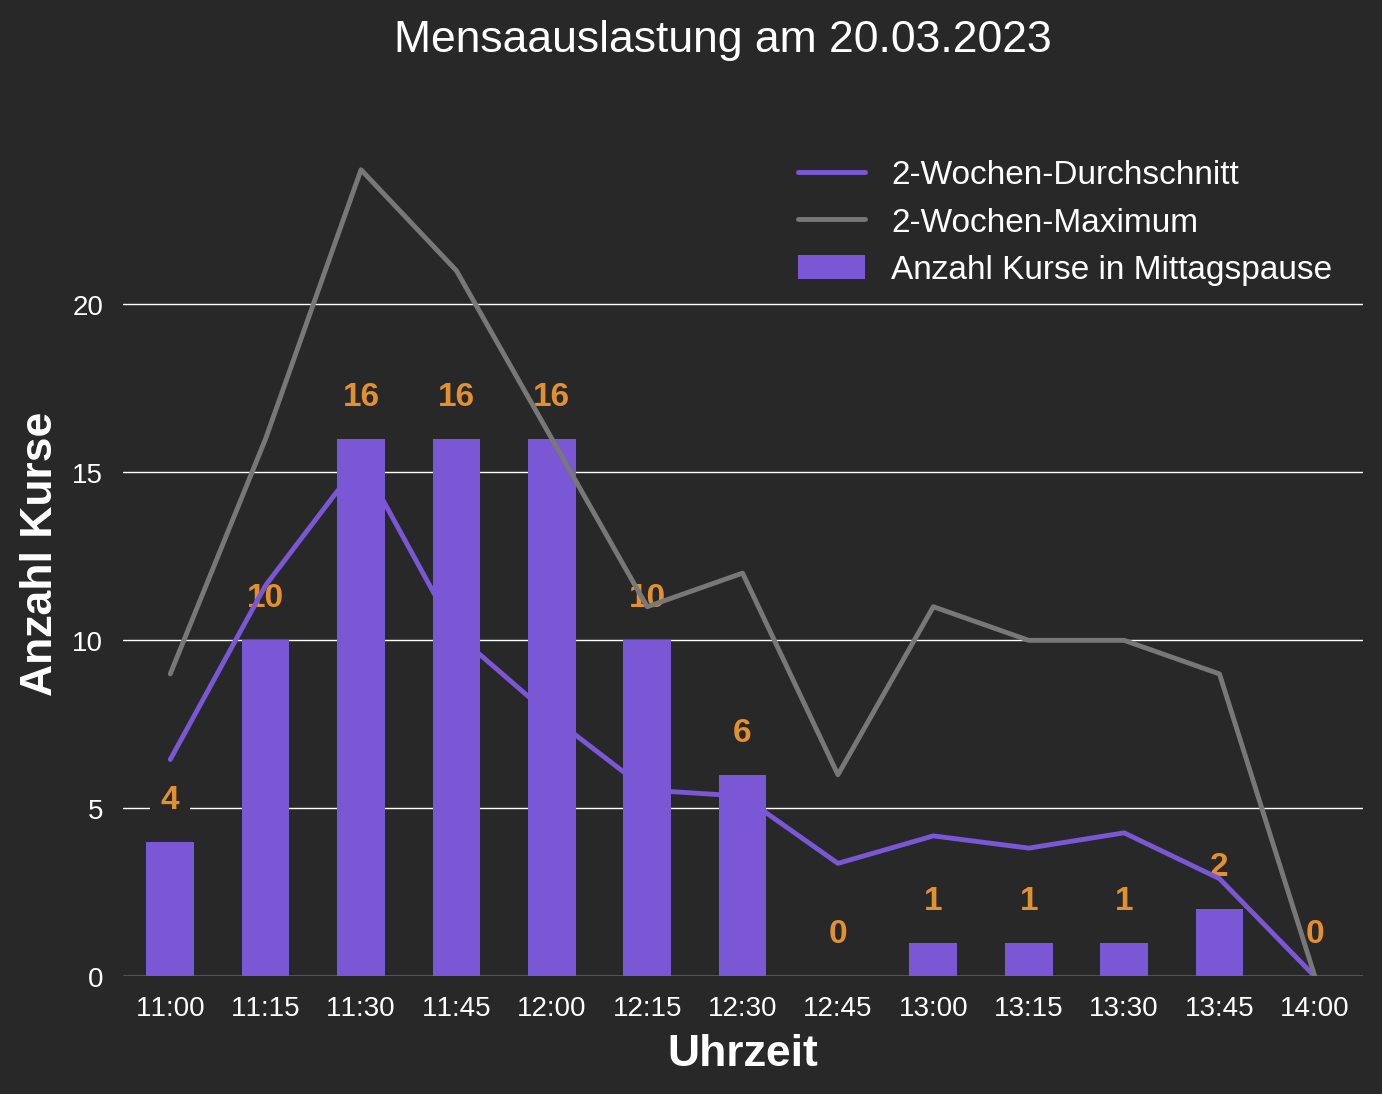 Mensaauslastung am 20.03.2023
2-Wochen-Durchschnitt
2-Wochen-Maximum
Anzahl Kurse in Mittagspause
Anzahl Kurse
20
15
10
5
0
4
10
16
16
16
10
6
0
1
1
1
2
0
11:00 11:15 11:30 11:45 12:00 12:15 12:30 12:45 13:00 13:15 13:30 13:45 14:00
Uhrzeit